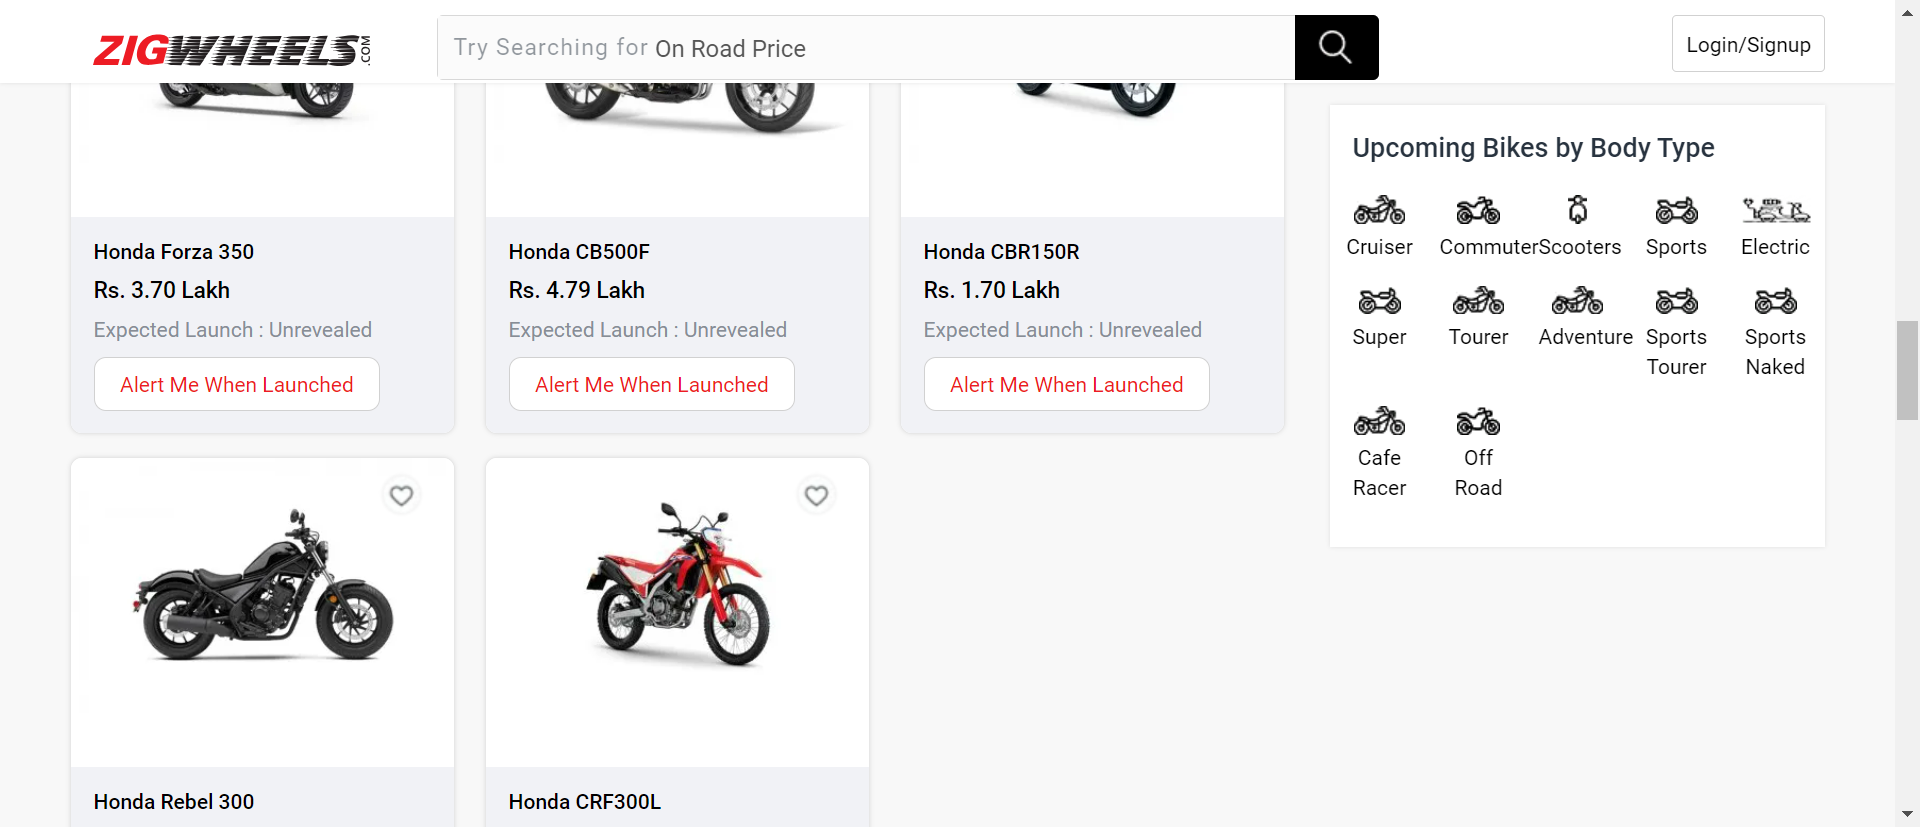 ZIGWHEELS.COM
Try Searching for On Road Price
Login/Signup
Honda Forza 350
Rs. 3.70 Lakh
Expected Launch : Unrevealed
Alert Me When Launched
Honda CB500F
Rs. 4.79 Lakh
Expected Launch : Unrevealed
Alert Me When Launched
Honda CBR150R
Rs. 1.70 Lakh
Expected Launch : Unrevealed
Alert Me When Launched
Honda Rebel 300
Honda CRF300L
Upcoming Bikes by Body Type
Cruiser
Commuter
Scooters
Sports
Electric
Super
Tourer
Adventure
Sports
Tourer
Sports
Naked
Cafe
Racer
Off
Road